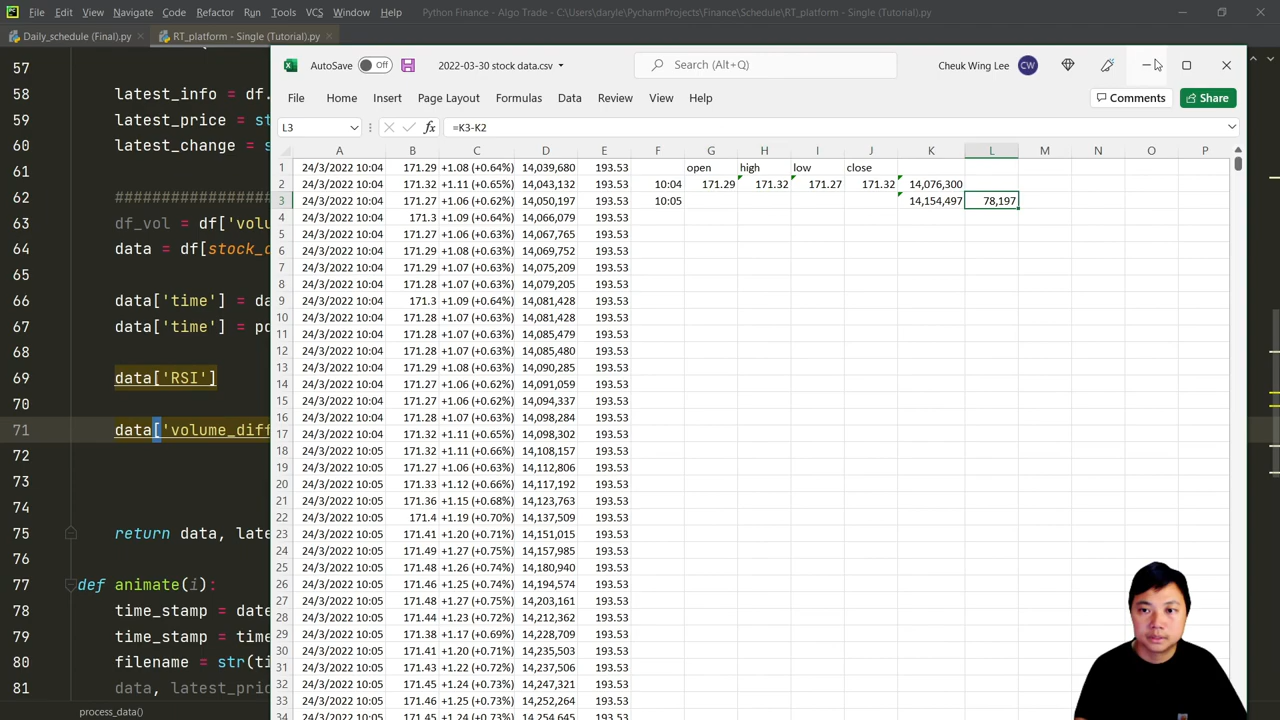 File Edit View Navigate Code Refactor Run Tools VCS Window Help Python Finance - Algo Trade - C:\Users\daryle\PycharmProjects\Finance\Schedule\RT_platform - Single (Tutorial).py
Daily_schedule (Final).py RT_platform - Single (Tutorial).py
57
58 latest_info = df.
59 latest_price = st
60 latest_change = s
61
62 ##################
63 df_vol = df['volu
64 data = df[stock_c
65
66 data['time'] = da
67 data['time'] = po
68
69 data['RSI']
70
71 data['volume_diff
72
73
74
75 return data, late
76
77 def animate(i):
78 time_stamp = date
79 time_stamp = time
80 filename = str(ti
81 data, latest_pric
process_data()
AutoSave Off 2022-03-30 stock data.csv Search (Alt+Q) Cheuk Wing Lee CW
File Home Insert Page Layout Formulas Data Review View Help Comments Share
L3 fx =K3-K2
A B C D E F G H I J K L M N O P
1 24/3/2022 10:04 171.29 +1.08 (+0.64%) 14,039,680 193.53 open high low close
2 24/3/2022 10:04 171.32 +1.11 (+0.65%) 14,043,132 193.53 10:04 171.29 171.32 171.27 171.32 14,076,300
3 24/3/2022 10:04 171.27 +1.06 (+0.62%) 14,050,197 193.53 10:05 14,154,497 78,197
4 24/3/2022 10:04 171.3 +1.09 (+0.64%) 14,066,079 193.53
5 24/3/2022 10:04 171.27 +1.06 (+0.63%) 14,067,765 193.53
6 24/3/2022 10:04 171.29 +1.08 (+0.63%) 14,069,752 193.53
7 24/3/2022 10:04 171.29 +1.07 (+0.63%) 14,075,209 193.53
8 24/3/2022 10:04 171.28 +1.07 (+0.63%) 14,079,205 193.53
9 24/3/2022 10:04 171.3 +1.09 (+0.64%) 14,081,428 193.53
10 24/3/2022 10:04 171.28 +1.07 (+0.63%) 14,081,428 193.53
11 24/3/2022 10:04 171.28 +1.07 (+0.63%) 14,085,479 193.53
12 24/3/2022 10:04 171.28 +1.07 (+0.63%) 14,085,480 193.53
13 24/3/2022 10:04 171.29 +1.08 (+0.63%) 14,090,285 193.53
14 24/3/2022 10:04 171.27 +1.06 (+0.62%) 14,091,059 193.53
15 24/3/2022 10:04 171.27 +1.06 (+0.62%) 14,094,337 193.53
16 24/3/2022 10:04 171.28 +1.07 (+0.63%) 14,098,284 193.53
17 24/3/2022 10:04 171.32 +1.11 (+0.65%) 14,098,302 193.53
18 24/3/2022 10:05 171.32 +1.11 (+0.66%) 14,108,157 193.53
19 24/3/2022 10:05 171.27 +1.06 (+0.63%) 14,112,806 193.53
20 24/3/2022 10:05 171.33 +1.12 (+0.66%) 14,117,192 193.53
21 24/3/2022 10:05 171.36 +1.15 (+0.68%) 14,123,763 193.53
22 24/3/2022 10:05 171.4 +1.19 (+0.70%) 14,137,509 193.53
23 24/3/2022 10:05 171.41 +1.20 (+0.71%) 14,151,015 193.53
24 24/3/2022 10:05 171.49 +1.27 (+0.75%) 14,157,985 193.53
25 24/3/2022 10:05 171.48 +1.26 (+0.74%) 14,180,940 193.53
26 24/3/2022 10:05 171.46 +1.25 (+0.74%) 14,194,574 193.53
27 24/3/2022 10:05 171.48 +1.27 (+0.75%) 14,203,161 193.53
28 24/3/2022 10:05 171.44 +1.23 (+0.72%) 14,212,362 193.53
29 24/3/2022 10:05 171.38 +1.17 (+0.69%) 14,228,709 193.53
30 24/3/2022 10:05 171.41 +1.20 (+0.71%) 14,235,503 193.53
31 24/3/2022 10:05 171.43 +1.22 (+0.72%) 14,237,506 193.53
32 24/3/2022 10:05 171.45 +1.24 (+0.73%) 14,247,321 193.53
33 24/3/2022 10:05 171.46 +1.25 (+0.73%) 14,252,264 193.53
34 24/3/2022 10:05 171.45 +1.24 (+0.73%) 14,254,645 193.53